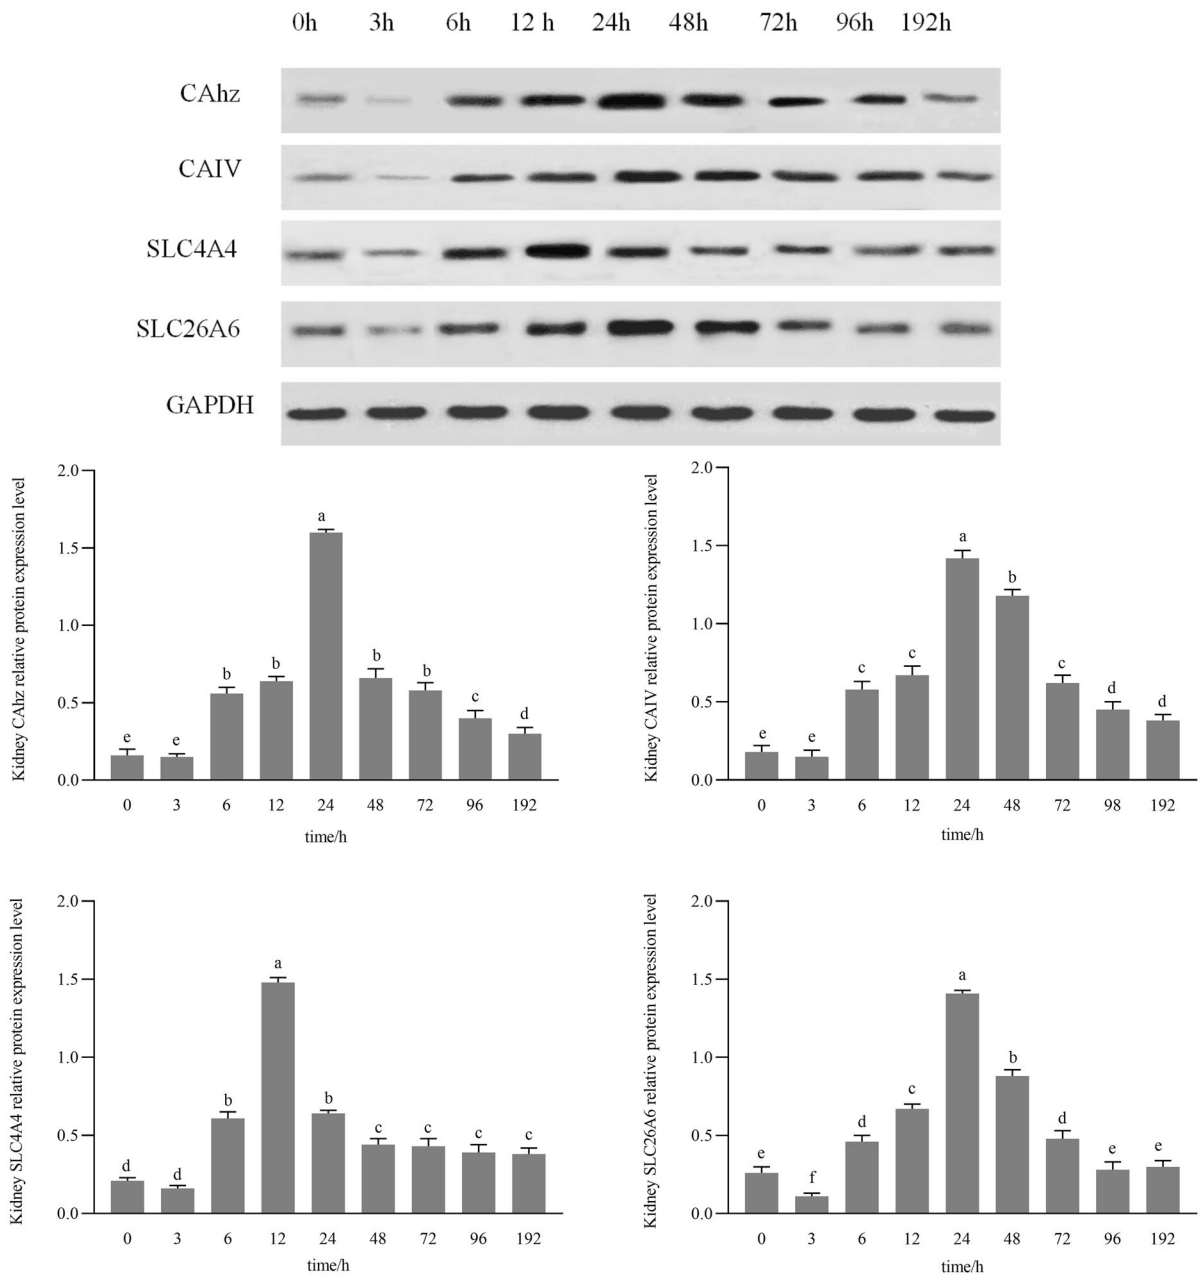 0h 3h 6h 12 h 24h 48h 72h 96h 192h
CAhz
CAIV
SLC4A4
SLC26A6
GAPDH
Kidney CAhz relative protein expression level
2.0
1.5
1.0
0.5
0.0
e e b b a b b c d
0 3 6 12 24 48 72 96 192
time/h
Kidney CAIV relative protein expression level
2.0
1.5
1.0
0.5
0.0
e e c c a b c d d
0 3 6 12 24 48 72 98 192
time/h
Kidney SLC4A4 relative protein expression level
2.0
1.5
1.0
0.5
0.0
d d b a b c c c c
0 3 6 12 24 48 72 96 192
time/h
Kidney SLC26A6 relative protein expression level
2.0
1.5
1.0
0.5
0.0
e f d c a b d e e
0 3 6 12 24 48 72 96 192
time/h